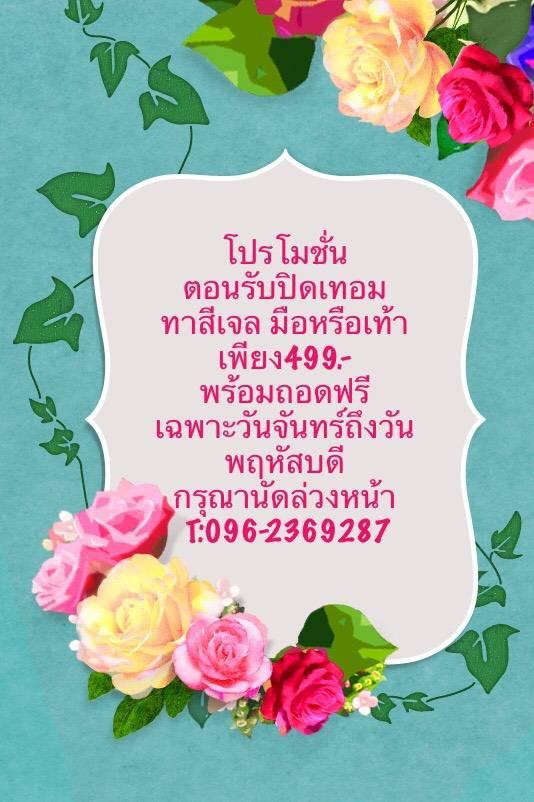 โปรโมชั่น
ตอนรับปิดเทอม
ทาสีเจล มือหรือเท้า
เพียง499.-
พร้อมถอดฟรี
เฉพาะวันจันทร์ถึงวัน
พฤหัสบดี
กรุณานัดล่วงหน้า
T:096-2369287